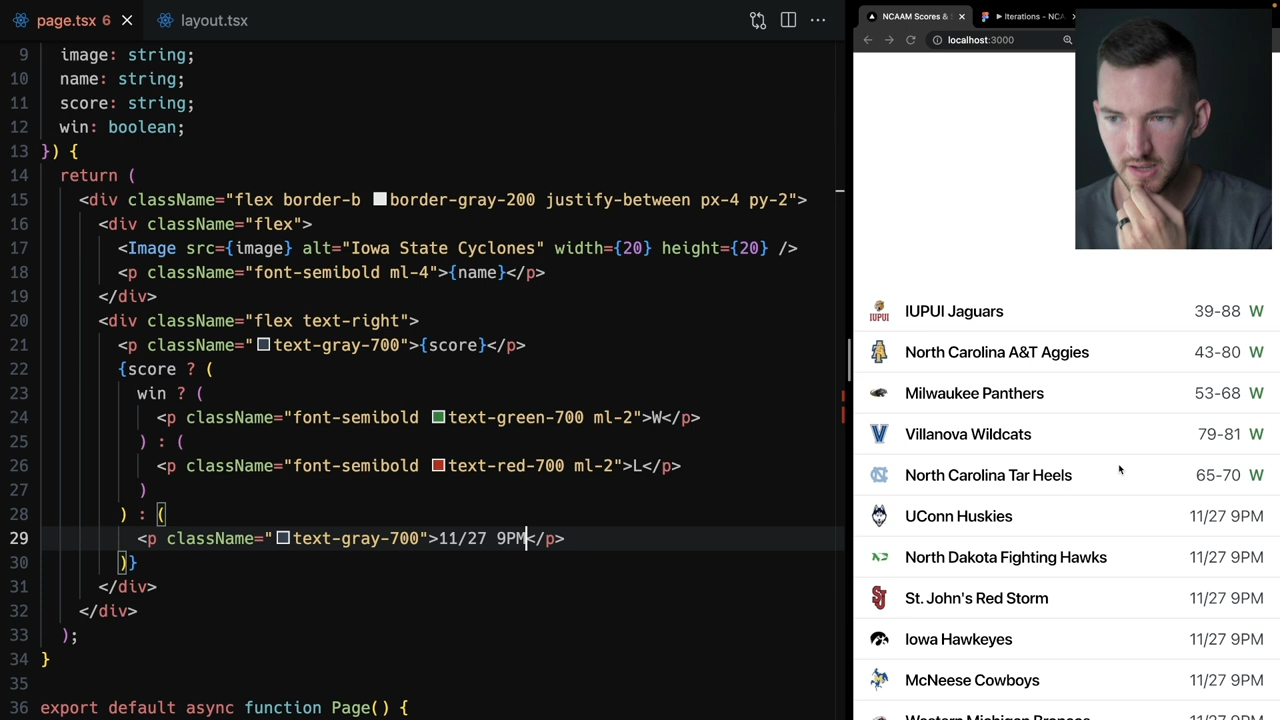 page.tsx 6
layout.tsx
9 image: string;
10 name: string;
11 score: string;
12 win: boolean;
13 }) {
14 return (
15 <div className="flex border-b border-gray-200 justify-between px-4 py-2">
16 <div className="flex">
17 <Image src={image} alt="Iowa State Cyclones" width={20} height={20} />
18 <p className="font-semibold ml-4">{name}</p>
19 </div>
20 <div className="flex text-right">
21 <p className="text-gray-700">{score}</p>
22 {score ? (
23 win ? (
24 <p className="font-semibold text-green-700 ml-2">W</p>
25 ) : (
26 <p className="font-semibold text-red-700 ml-2">L</p>
27 )
28 ) : (
29 <p className="text-gray-700">11/27 9PM</p>
30 )}
31 </div>
32 </div>
33 );
34 }
35
36 export default async function Page() {
NCAAM Scores &
Iterations - NCA
localhost:3000
IUPUI
IUPUI Jaguars 39-88 W
North Carolina A&T Aggies 43-80 W
Milwaukee Panthers 53-68 W
Villanova Wildcats 79-81 W
North Carolina Tar Heels 65-70 W
UConn Huskies 11/27 9PM
North Dakota Fighting Hawks 11/27 9PM
St. John's Red Storm 11/27 9PM
Iowa Hawkeyes 11/27 9PM
McNeese Cowboys 11/27 9PM
Western Michigan Broncos 11/27 9PM